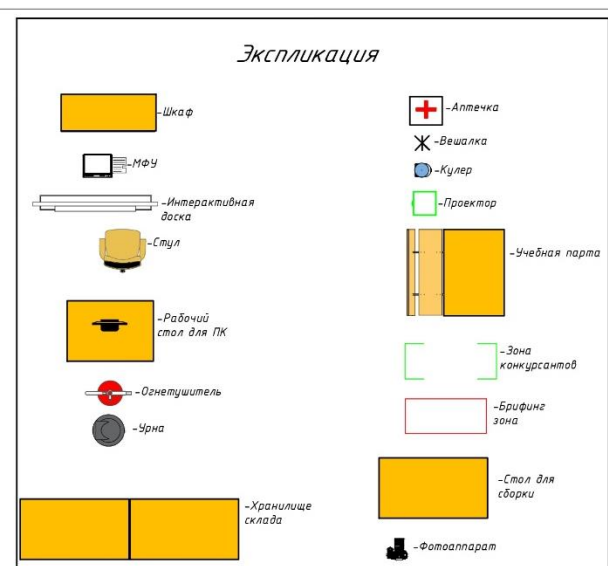 Экспликация
-Шкаф
-МФУ
-Интерактивная
доска
-Стул
-Рабочий
стол для ПК
-Огнетушитель
-Урна
-Хранилище
склада
-Аптечка
-Вешалка
-Кулер
-Проектор
-Учебная парта
-Зона
конкурсантов
-Брифинг
зона
-Стол для
сборки
-Фотоаппарат